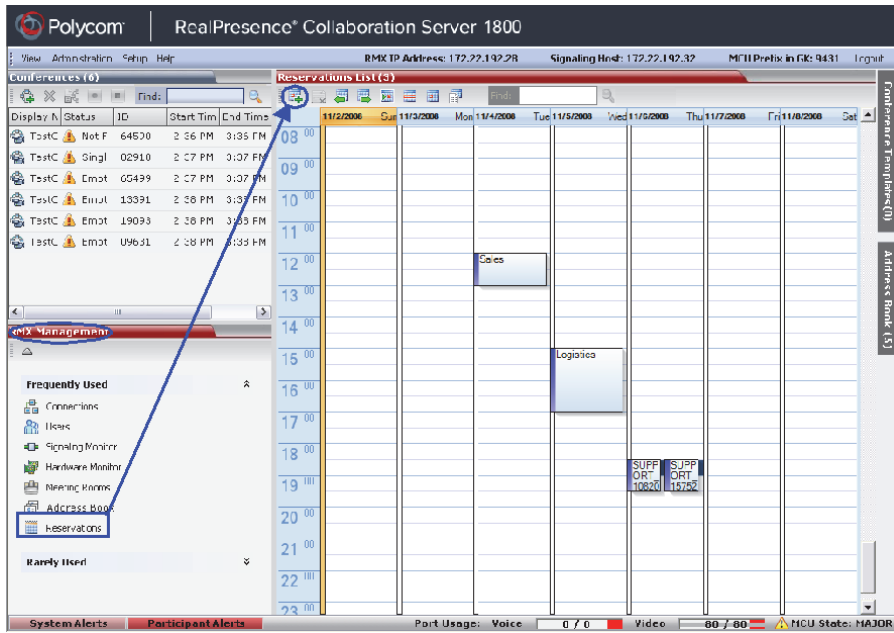 Polycom RealPresence® Collaboration Server 1800
View Administration Setup Help RMX IP Address: 172.22.192.28 Signaling Host: 172.22.192.32 MCU Prefix in GK: 9431 Logout
Conferences (6)
Find:
Display N Status ID Start Tim End Time
TestC Not F 2:36 PM 3:36 PM
TestC Singl 02910 2:37 PM 3:37 PM
TestC Empt 65499 2:37 PM 3:37 PM
TestC Empt 13391 2:38 PM 3:38 PM
TestC Empt 2:38 PM 3:38 PM
TestC Empt 2:38 PM 3:38 PM
RMX Management
Frequently Used
Connections
Users
Signaling Monitor
Hardware Monitor
Meeting Rooms
Address Book
Reservations
Rarely Used
Reservations List (3)
Find:
11/2/2008 Sun 11/3/2008 Mon 11/4/2008 Tue 11/5/2008 Wed 11/6/2008 Thu 11/7/2008 Fri 11/8/2008 Sat
08 00
09 00
10 00
11 00
12 00
Sales
13 00
14 00
15 00
Logistics
16 00
17 00
18 00
SUPP SUPP
ORT_ ORT_
10820 15752
19 00
20 00
21 00
22 00
23 00
Conference Templates (0)
Address Book (5)
System Alerts Participant Alerts Port Usage: Voice 0 / 0 Video 80 / 80 MCU State: MAJOR